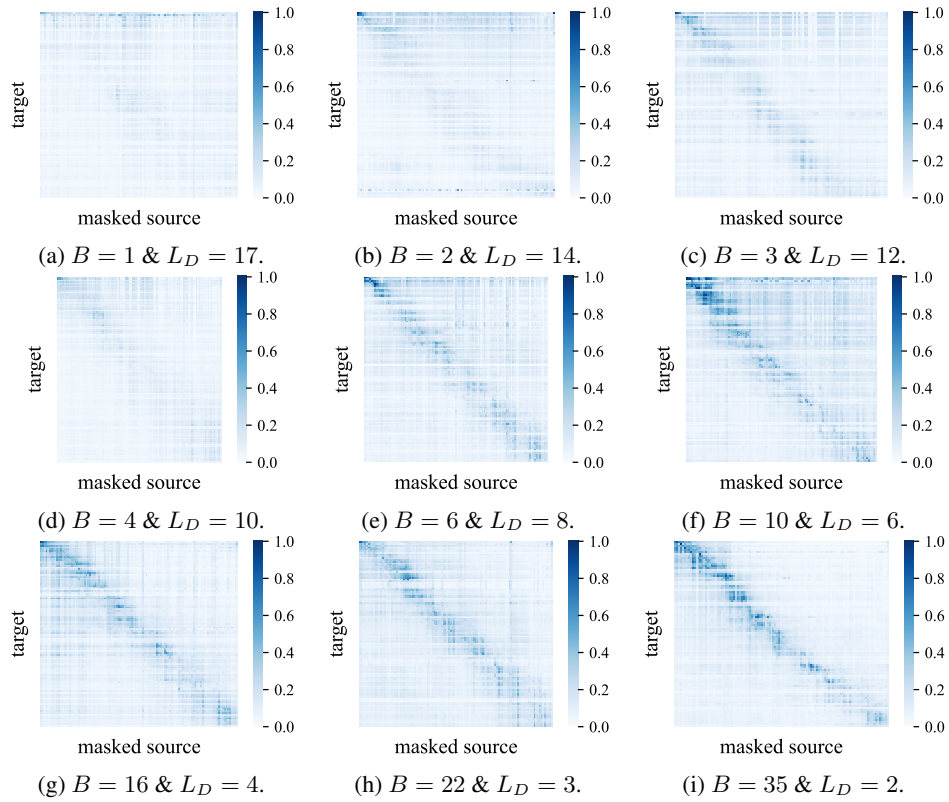 1.0
0.8
0.6
0.4
0.2
0.0
target
masked source
(a) B = 1 & L_D = 17.
1.0
0.8
0.6
0.4
0.2
0.0
target
masked source
(b) B = 2 & L_D = 14.
1.0
0.8
0.6
0.4
0.2
0.0
target
masked source
(c) B = 3 & L_D = 12.
1.0
0.8
0.6
0.4
0.2
0.0
target
masked source
(d) B = 4 & L_D = 10.
1.0
0.8
0.6
0.4
0.2
0.0
target
masked source
(e) B = 6 & L_D = 8.
1.0
0.8
0.6
0.4
0.2
0.0
target
masked source
(f) B = 10 & L_D = 6.
1.0
0.8
0.6
0.4
0.2
0.0
target
masked source
(g) B = 16 & L_D = 4.
1.0
0.8
0.6
0.4
0.2
0.0
target
masked source
(h) B = 22 & L_D = 3.
1.0
0.8
0.6
0.4
0.2
0.0
target
masked source
(i) B = 35 & L_D = 2.